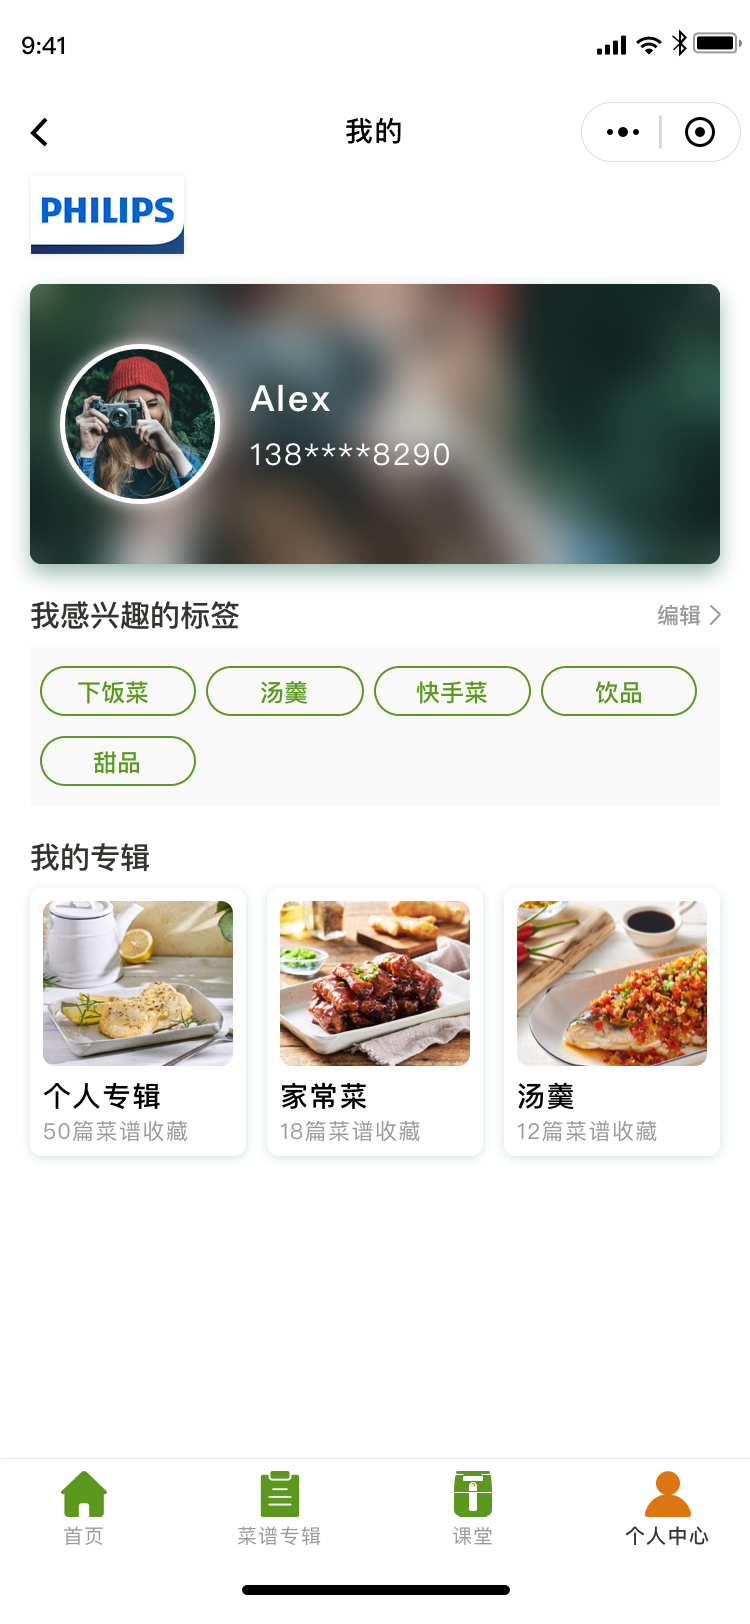 9:41
我的
PHILIPS
Alex
138****8290
我感兴趣的标签
编辑
下饭菜 汤羹 快手菜 饮品
甜品
我的专辑
个人专辑 家常菜 汤羹
50篇菜谱收藏 18篇菜谱收藏 12篇菜谱收藏
首页 菜谱专辑 课堂 个人中心